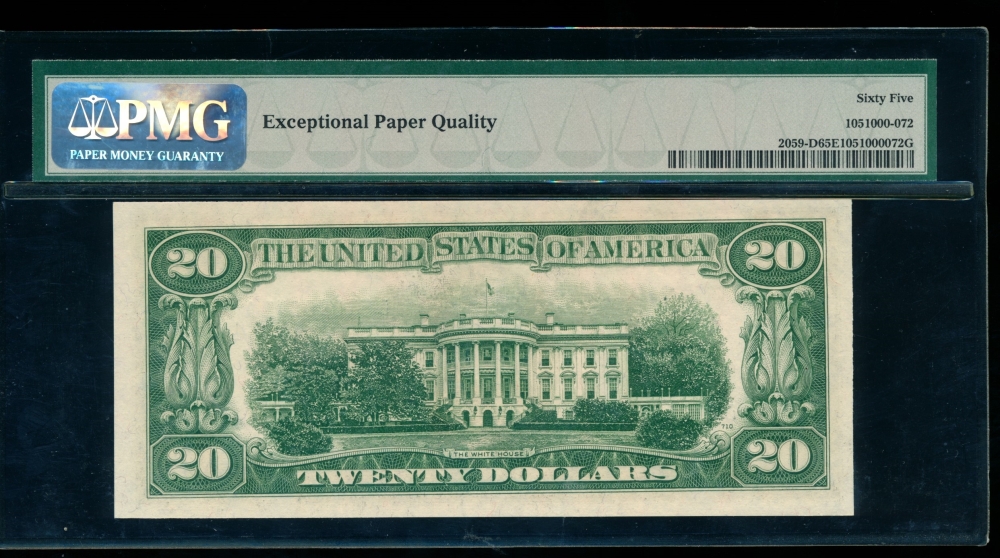 PMG
PAPER MONEY GUARANTY
Exceptional Paper Quality
Sixty Five
1051000-072
2059-D65E1051000072G
THE UNITED STATES OF AMERICA
20
20
710
THE WHITE HOUSE
20
TWENTY DOLLARS
20